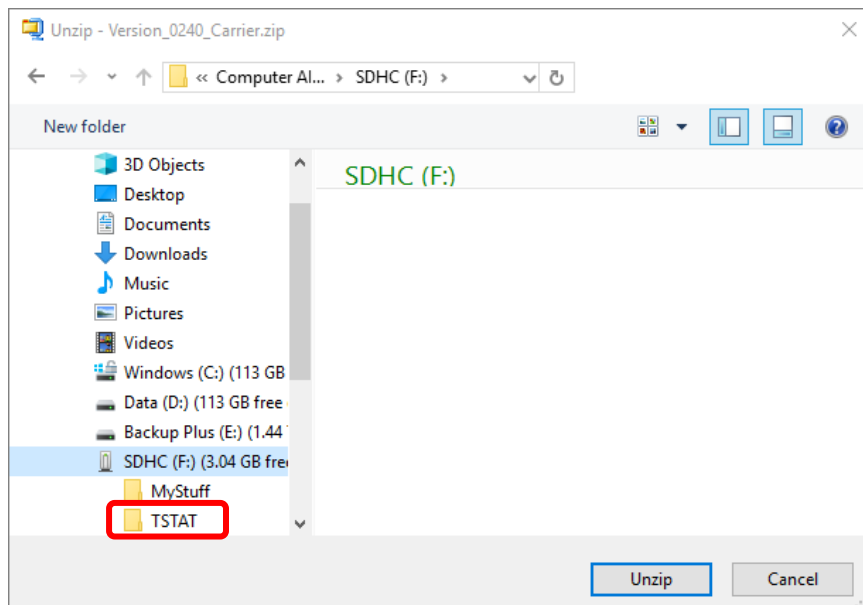 Unzip - Version_0240_Carrier.zip
« Computer Al... › SDHC (F:) ›
New folder
3D Objects
Desktop
Documents
Downloads
Music
Pictures
Videos
Windows (C:) (113 GB
Data (D:) (113 GB free
Backup Plus (E:) (1.44
SDHC (F:) (3.04 GB free
MyStuff
TSTAT
SDHC (F:)
Unzip
Cancel